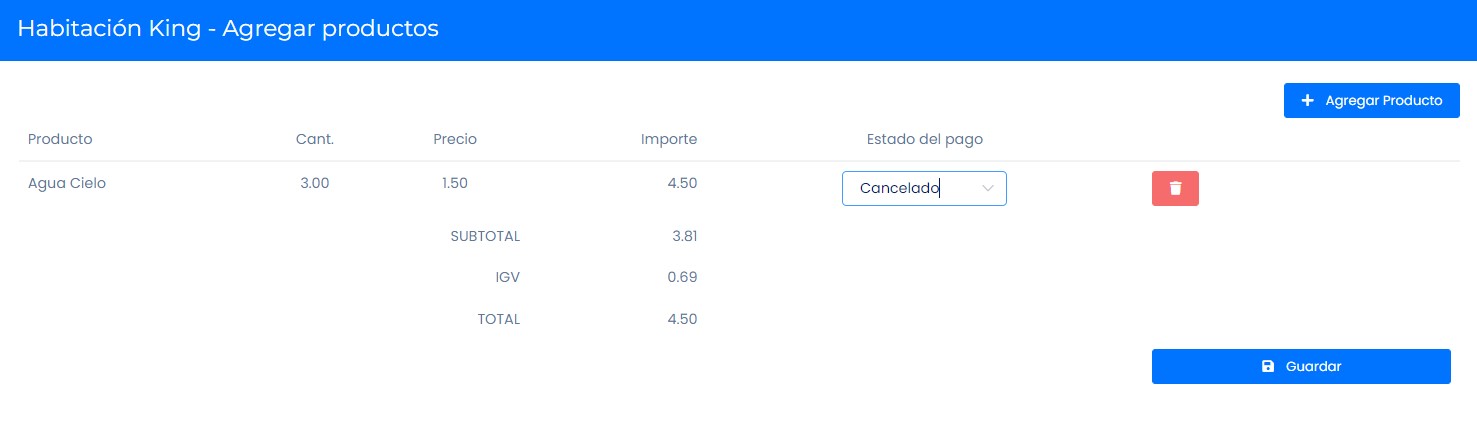 Habitación King - Agregar productos
Agregar Producto
Producto Cant. Precio Importe Estado del pago
Agua Cielo 3.00 1.50 4.50 Cancelado
SUBTOTAL 3.81
IGV 0.69
TOTAL 4.50
Guardar